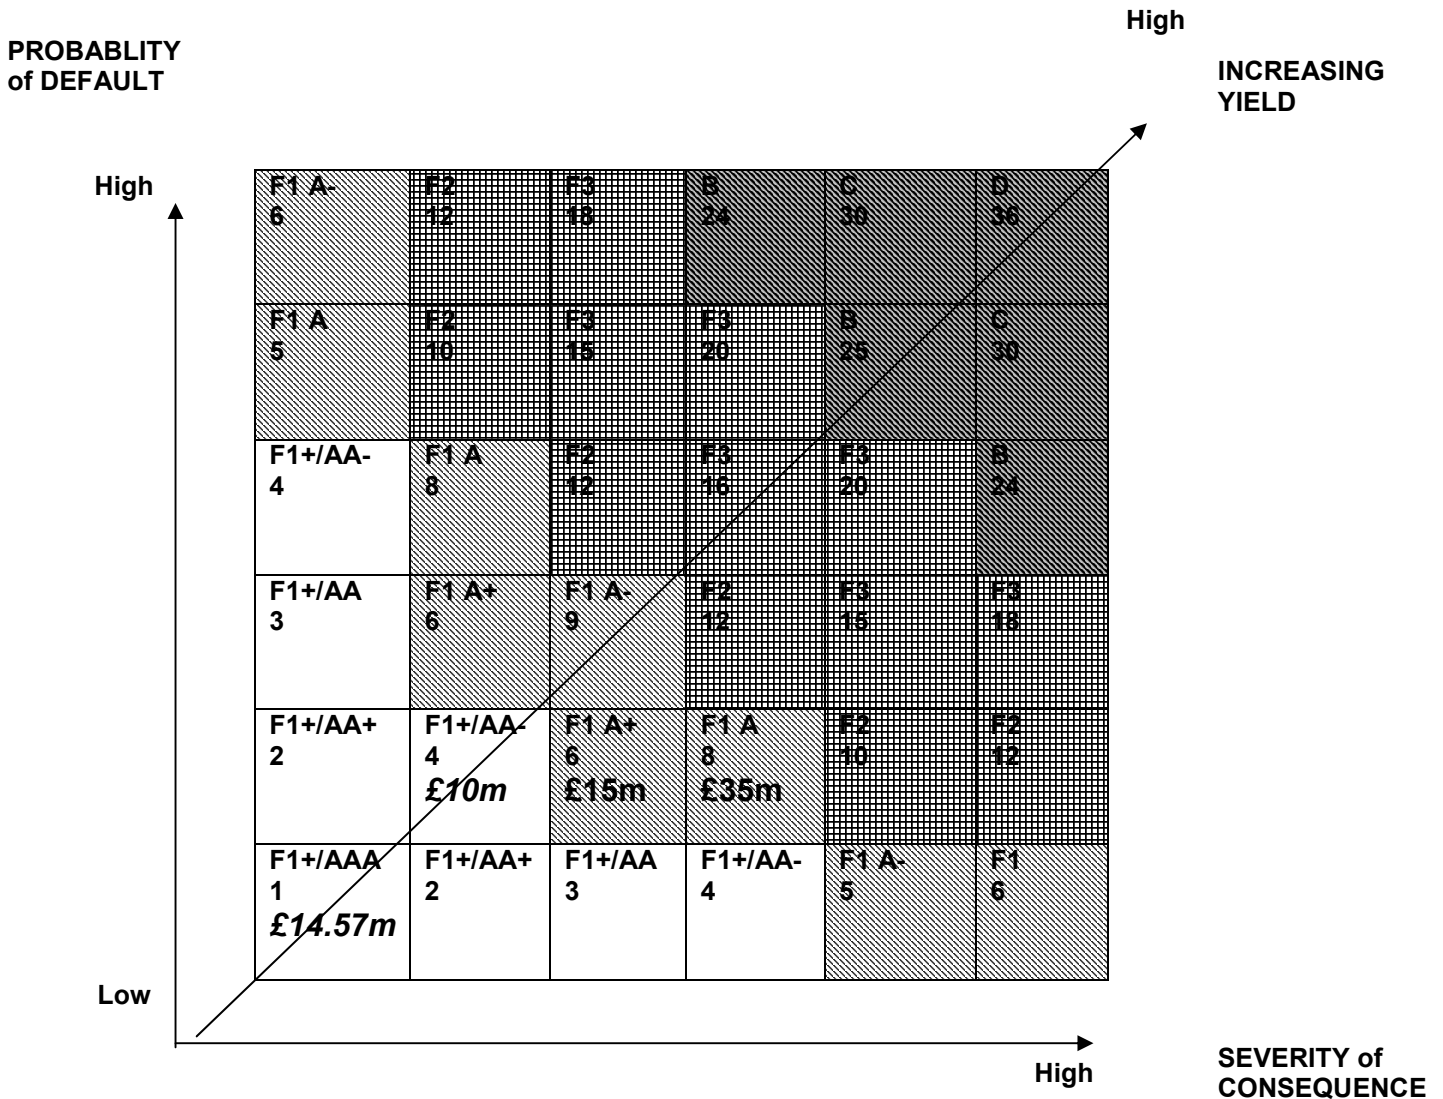 High
PROBABLITY
of DEFAULT
INCREASING
YIELD
High
F1 A-
6
F2
12
F3
18
B
24
C
30
D
36
F1 A
5
F2
10
F3
15
F3
20
B
25
C
30
F1+/AA-
4
F1 A
8
F2
12
F3
16
F3
20
B
24
F1+/AA
3
F1 A+
6
F1 A-
9
F2
12
F3
15
F3
18
F1+/AA+
2
F1+/AA-
4
£10m
F1 A+
6
£15m
F1 A
8
£35m
F2
10
F2
12
F1+/AAA
1
£14.57m
F1+/AA+
2
F1+/AA
3
F1+/AA-
4
F1 A-
5
F1
6
Low
High
SEVERITY of
CONSEQUENCE